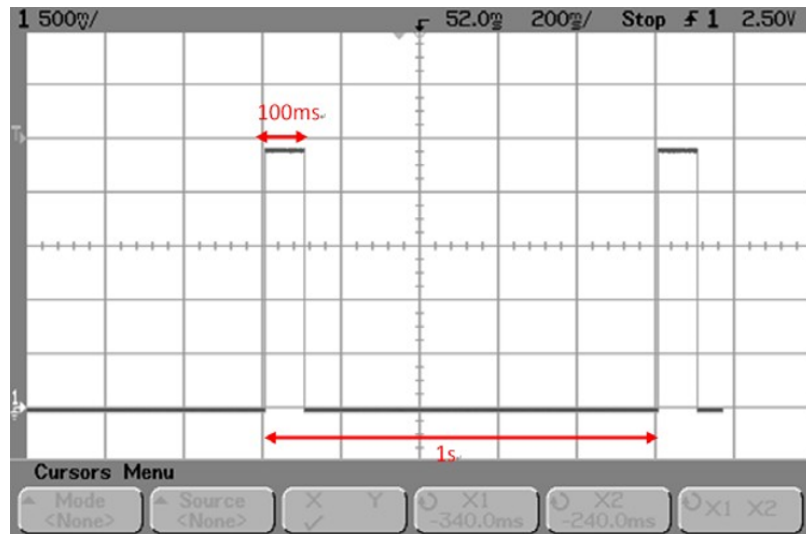 1 500mV/ 52.0ms 200ms/ Stop 1 2.50V
100ms
T
1
1s
Cursors Menu
Mode Source X Y X1 X2 X1 X2
<None> <None> ✓ -340.0ms -240.0ms